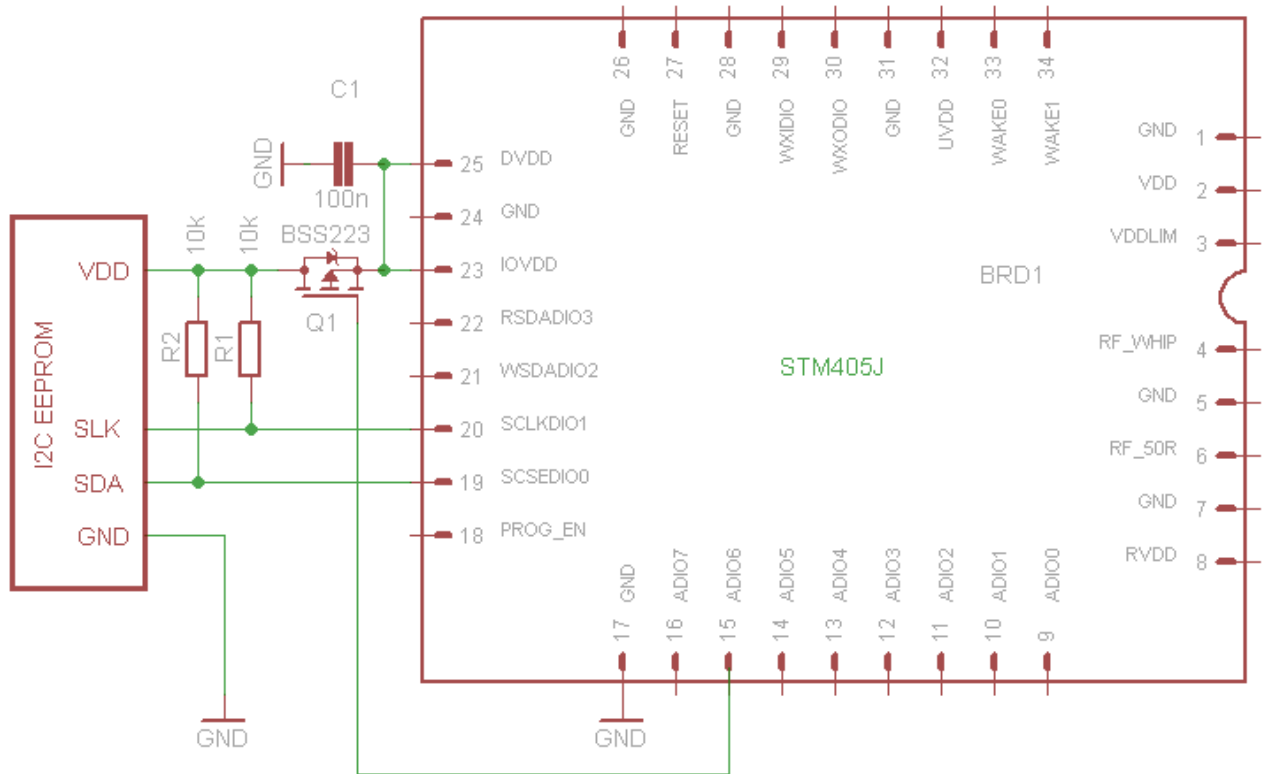 C1
GND
100n
10k
10k
BSS223
Q1
R2
R1
I2C EEPROM
VDD
SLK
SDA
GND
GND
26 GND
27 RESET
28 GND
29 WXIDIO
30 WXODIO
31 GND
32 UVDD
33 WAKE0
34 WAKE1
25 DVDD
24 GND
23 IOVDD
22 RSDADIO3
21 WSDADIO2
20 SCLKDIO1
19 SCSEDIO0
18 PROG_EN
BRD1
STM405J
GND 1
VDD 2
VDDLIM 3
RF_WHIP 4
GND 5
RF_50R 6
GND 7
RVDD 8
GND 17
ADIO7 16
ADIO6 15
ADIO5 14
ADIO4 13
ADIO3 12
ADIO2 11
ADIO1 10
ADIO0 9
GND